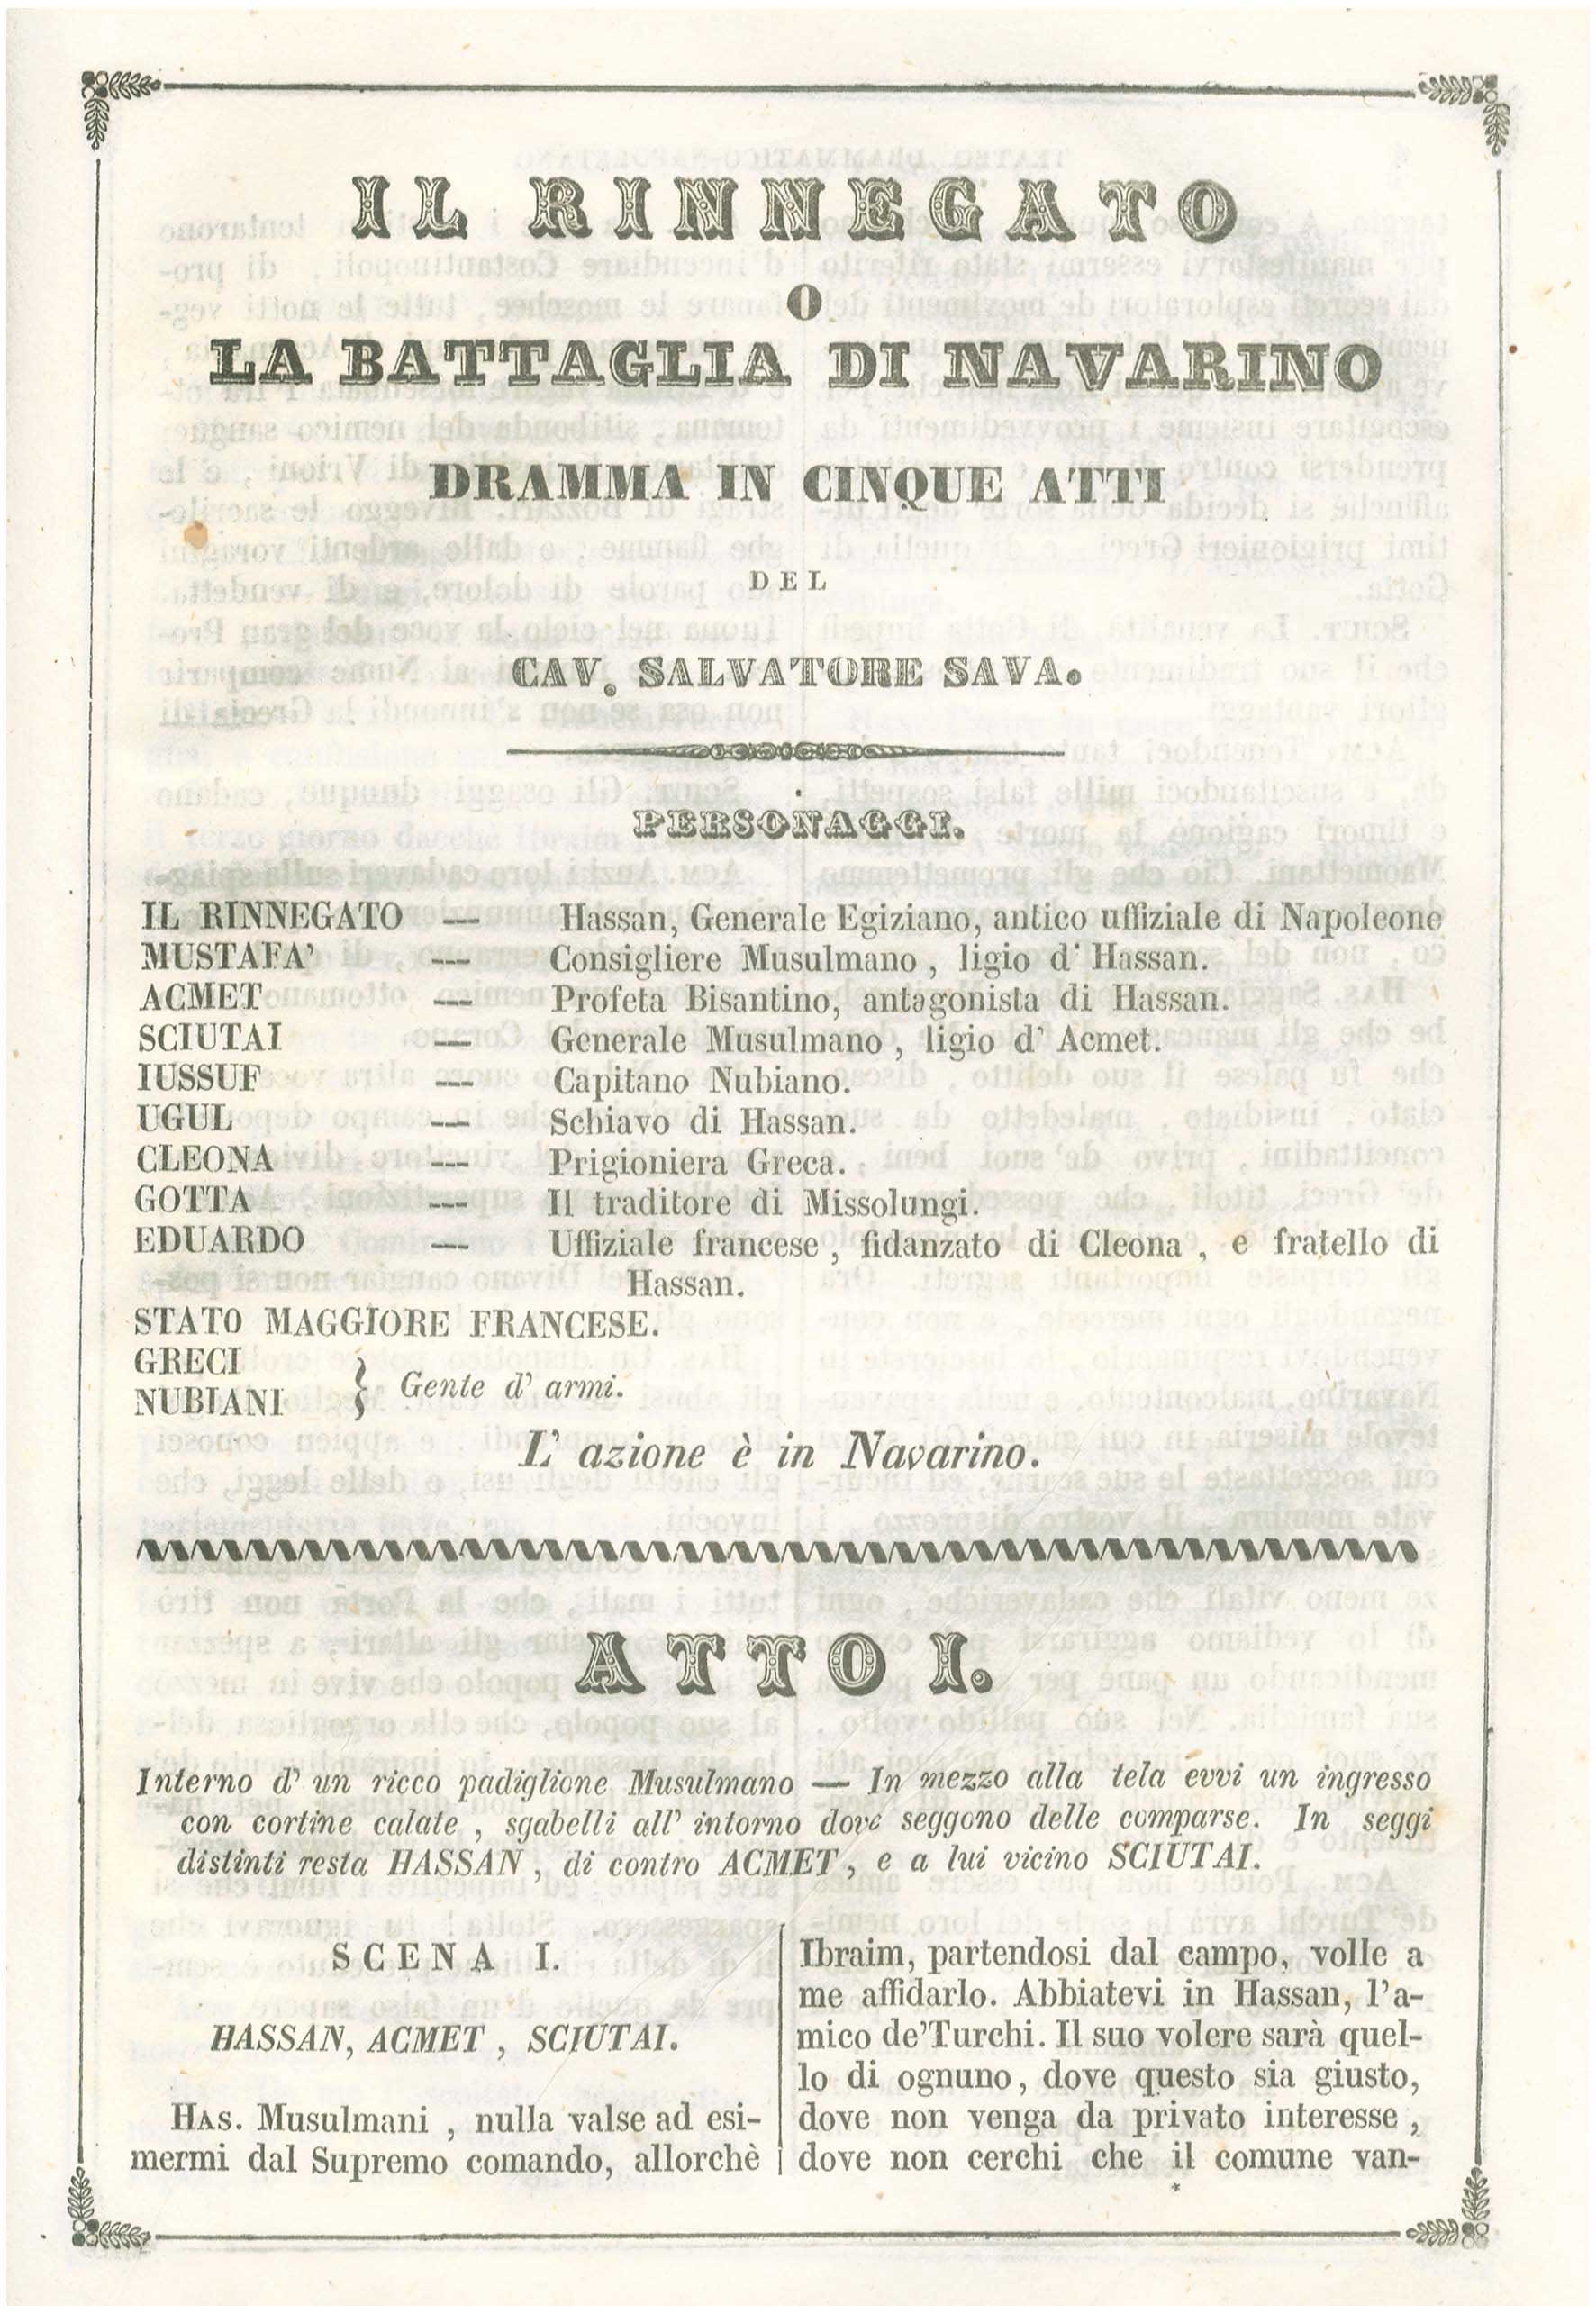 IL RINNEGATO
O
LA BATTAGLIA DI NAVARINO
DRAMMA IN CINQUE ATTI
DEL
CAV. SALVATORE SAVA.
PERSONAGGI.
IL RINNEGATO — Hassan, Generale Egiziano, antico uffiziale di Napoleone
MUSTAFA' — Consigliere Musulmano, ligio d' Hassan.
ACMET — Profeta Bisantino, antagonista di Hassan.
SCIUTAI — Generale Musulmano, ligio d' Acmet.
IUSSUF — Capitano Nubiano.
UGUL — Schiavo di Hassan.
CLEONA — Prigioniera Greca.
GOTTA — Il traditore di Missolungi.
EDUARDO — Uffiziale francese, fidanzato di Cleona, e fratello di
Hassan.
STATO MAGGIORE FRANCESE.
GRECI
NUBIANI } Gente d' armi.
L' azione è in Navarino.
ATTO I.
Interno d' un ricco padiglione Musulmano — In mezzo alla tela evvi un ingresso
con cortine calate, sgabelli all' intorno dove seggono delle comparse. In seggi
distinti resta HASSAN, di contro ACMET, e a lui vicino SCIUTAI.
SCENA I.
HASSAN, ACMET, SCIUTAI.
HAS. Musulmani, nulla valse ad esi-
mermi dal Supremo comando, allorchè
Ibraim, partendosi dal campo, volle a
me affidarlo. Abbiatevi in Hassan, l'a-
mico de'Turchi. Il suo volere sarà quel-
lo di ognuno, dove questo sia giusto,
dove non venga da privato interesse,
dove non cerchi che il comune van-
*